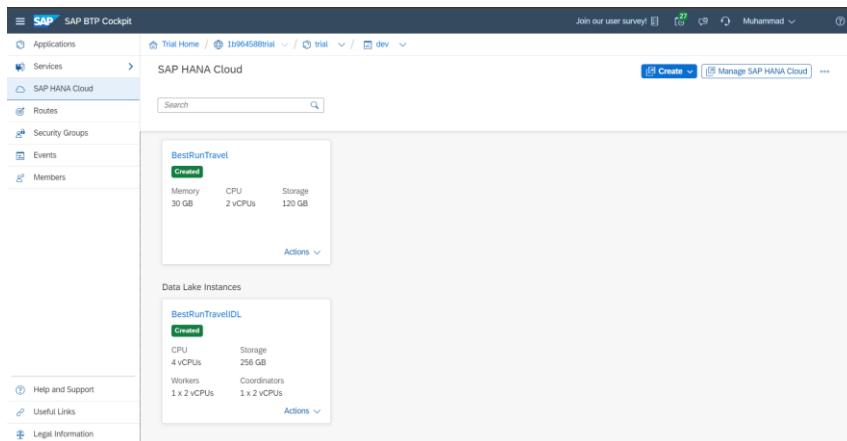 SAP SAP BTP Cockpit
Join our user survey! 27 Muhammad
Applications
Services
SAP HANA Cloud
Routes
Security Groups
Events
Members
Help and Support
Useful Links
Legal Information
Trial Home / 1b964588trial / trial / dev
SAP HANA Cloud
Create Manage SAP HANA Cloud
Search
BestRunTravel
Created
Memory CPU Storage
30 GB 2 vCPUs 120 GB
Actions
Data Lake Instances
BestRunTravelIDL
Created
CPU Storage
4 vCPUs 256 GB
Workers Coordinators
1 x 2 vCPUs 1 x 2 vCPUs
Actions